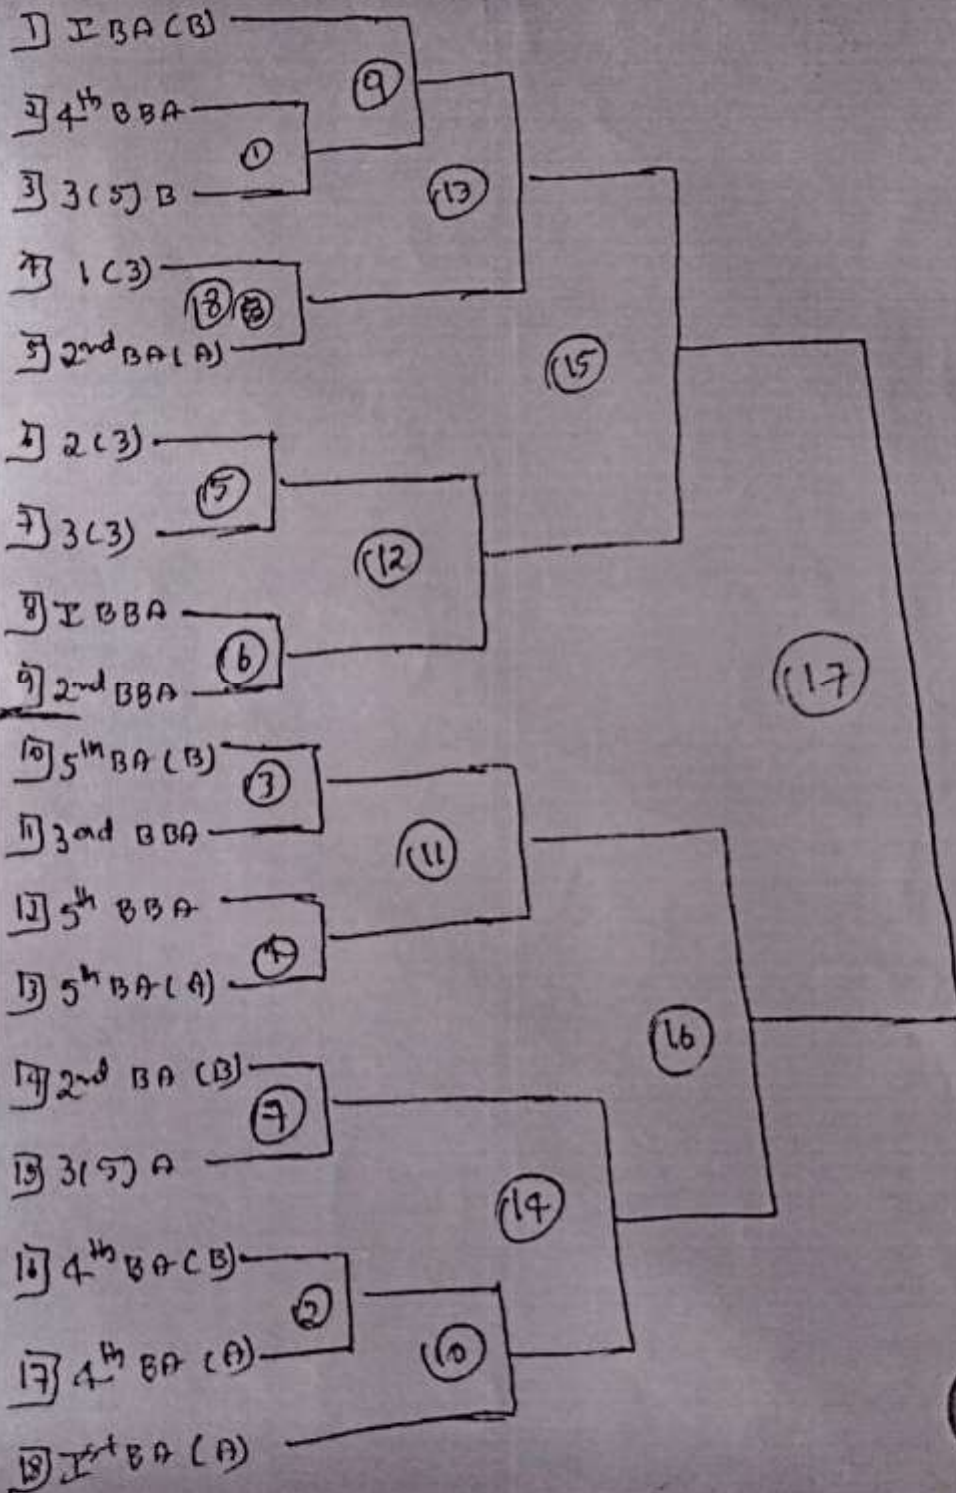 1] I BA (B)
9
2] 4th BBA
1
3] 3(5) B
13
4] 1(3)
18 8
5] 2nd BA(A)
15
6] 2(3)
5
7] 3(3)
12
8] I BBA
6
17
9] 2nd BBA
10] 5th BA (B)
3
11] 3nd BBA
11
12] 5th BBA
4
13] 5th BA (A)
16
14] 2nd BA (B)
7
15] 3(5) A
14
16] 4th BA (B)
2
17] 4th BA (A)
10
18] Ist BA (A)